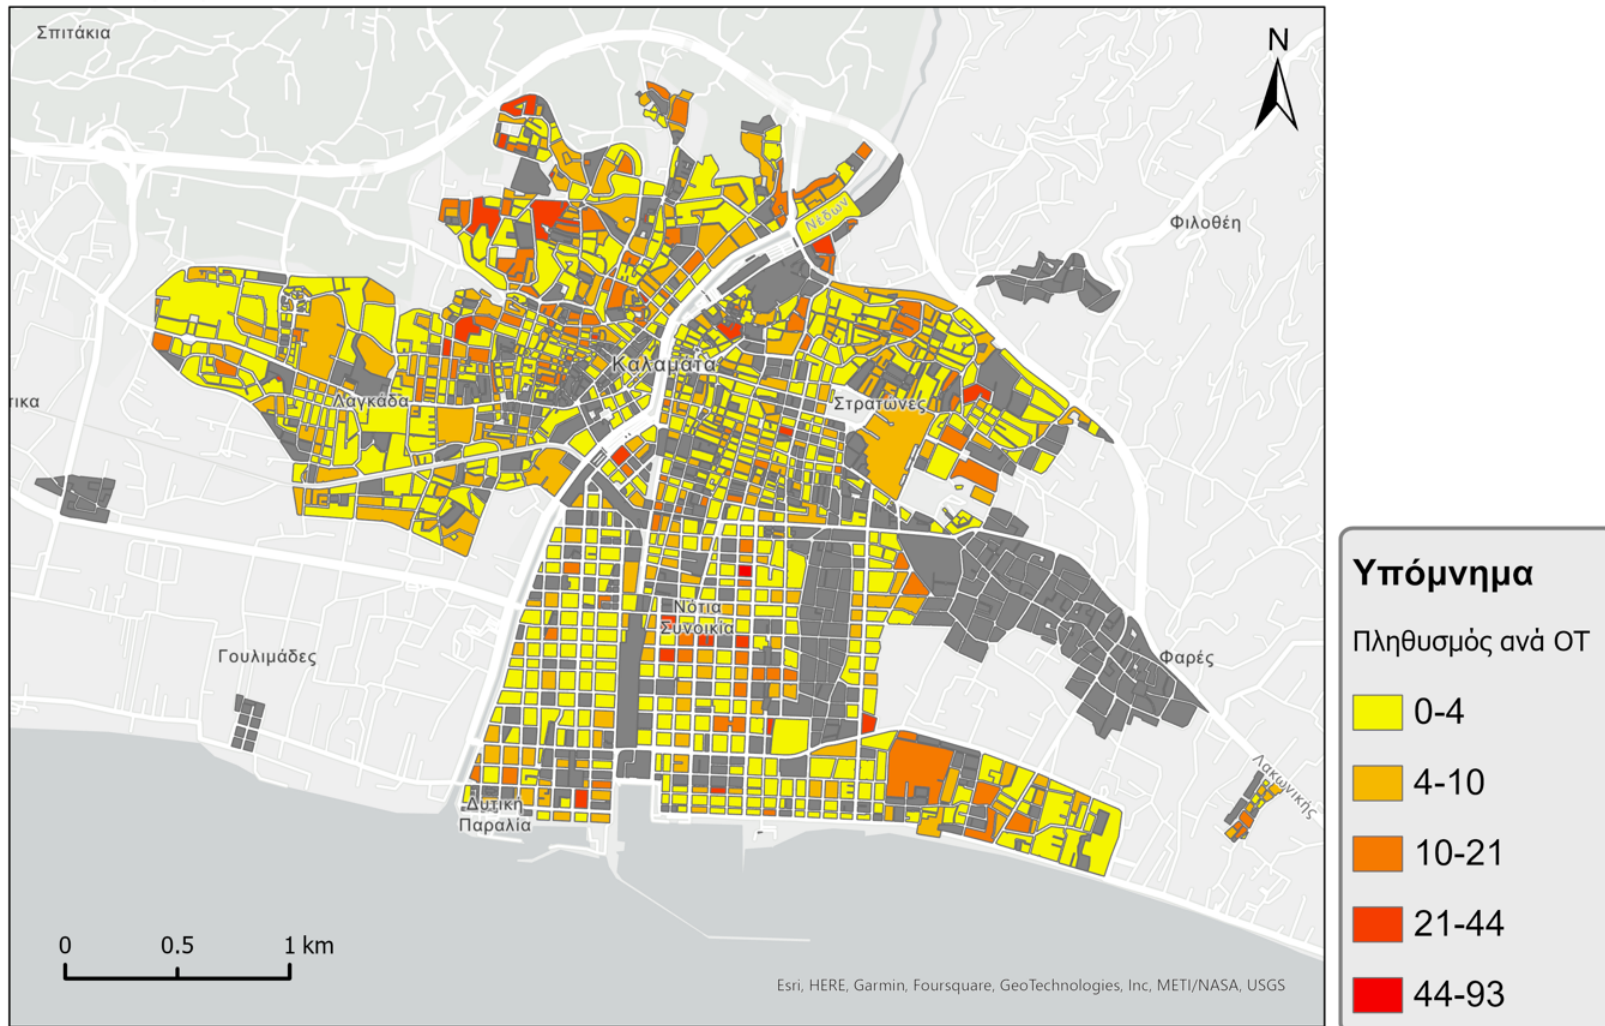 Σπιτάκια
N
Φιλοθέη
Νέδων
Καλαμάτα
Λαγκάδα
Στρατώνες
τικα
Νότια
Συνοικία
Γουλιμάδες
Φαρές
Λακωνικής
Δυτική
Παραλία
0 0.5 1 km
Esri, HERE, Garmin, Foursquare, GeoTechnologies, Inc, METI/NASA, USGS
Υπόμνημα
Πληθυσμός ανά ΟΤ
0-4
4-10
10-21
21-44
44-93